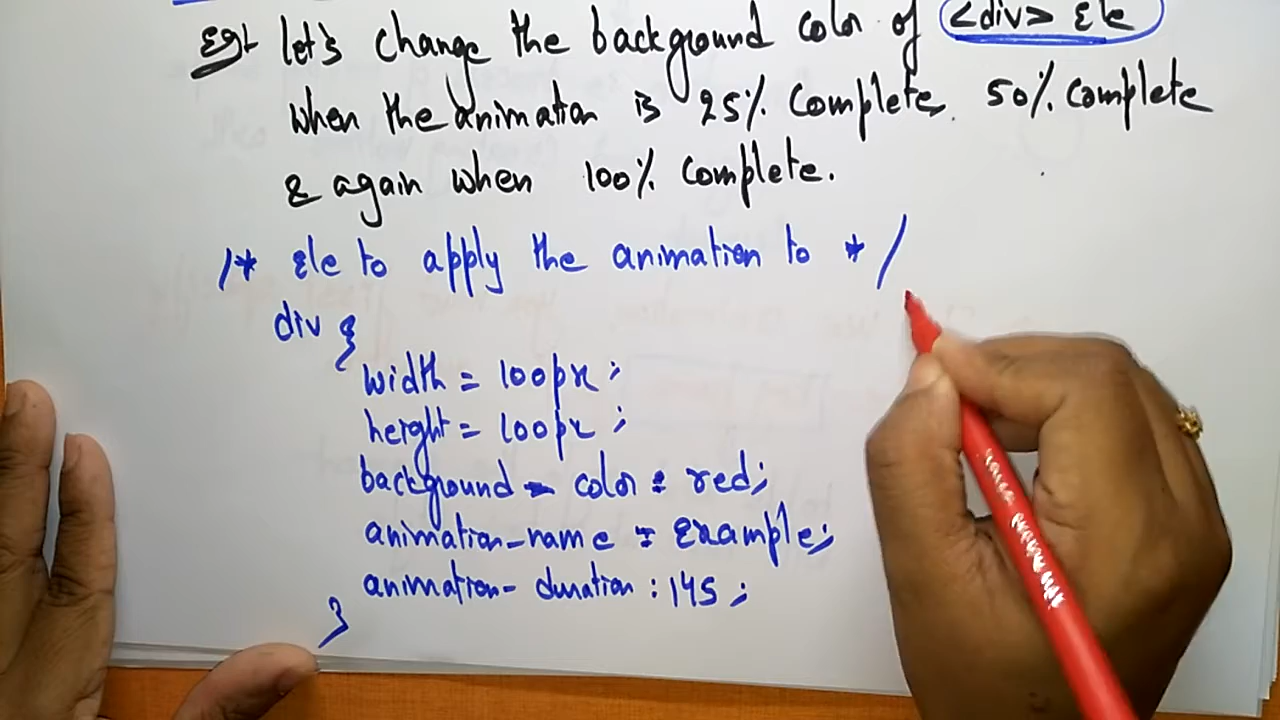 Eg:- let's change the background color of <div> Ele
when the animation is 25% complete. 50% complete
& again when 100% complete.
/* Ele to apply the animation to */
div {
width = 100px;
height = 100px;
background - color : red;
animation-name : Example;
animation- duration : 14s;
}